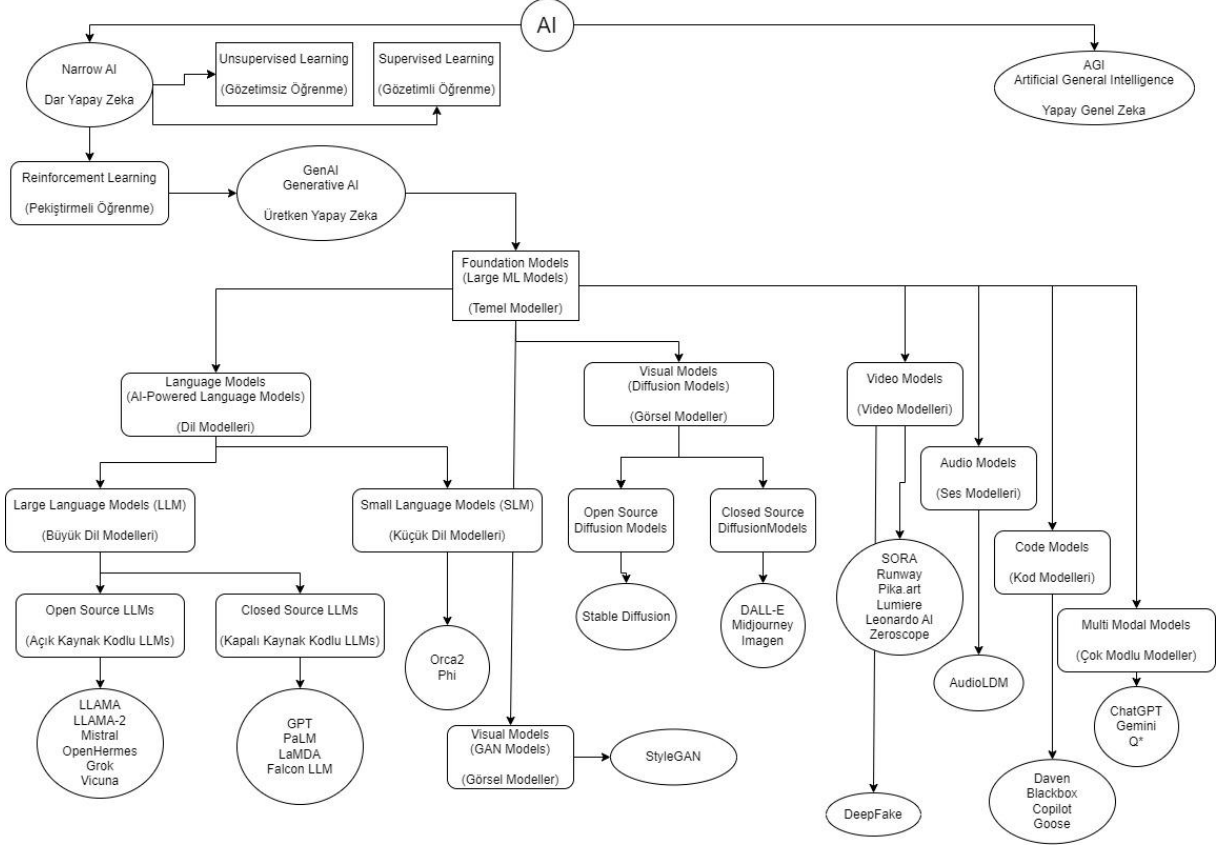 AI
Narrow AI
Dar Yapay Zeka
Unsupervised Learning
(Gözetimsiz Öğrenme)
Supervised Learning
(Gözetimli Öğrenme)
AGI
Artificial General Intelligence
Yapay Genel Zeka
Reinforcement Learning
(Pekiştirmeli Öğrenme)
GenAI
Generative AI
Üretken Yapay Zeka
Foundation Models
(Large ML Models)
(Temel Modeller)
Language Models
(AI-Powered Language Models)
(Dil Modelleri)
Visual Models
(Diffusion Models)
(Görsel Modeller)
Video Models
(Video Modelleri)
Audio Models
(Ses Modelleri)
Large Language Models (LLM)
(Büyük Dil Modelleri)
Small Language Models (SLM)
(Küçük Dil Modelleri)
Open Source
Diffusion Models
Closed Source
DiffusionModels
Code Models
(Kod Modelleri)
SORA
Runway
Pika.art
Lumiere
Leonardo AI
Zeroscope
Open Source LLMs
(Açık Kaynak Kodlu LLMs)
Closed Source LLMs
(Kapalı Kaynak Kodlu LLMs)
Orca2
Phi
Stable Diffusion
DALL-E
Midjourney
Imagen
Multi Modal Models
(Çok Modlu Modeller)
AudioLDM
LLAMA
LLAMA-2
Mistral
OpenHermes
Grok
Vicuna
GPT
PaLM
LaMDA
Falcon LLM
Visual Models
(GAN Models)
(Görsel Modeller)
StyleGAN
ChatGPT
Gemini
Q*
DeepFake
Daven
Blackbox
Copilot
Goose